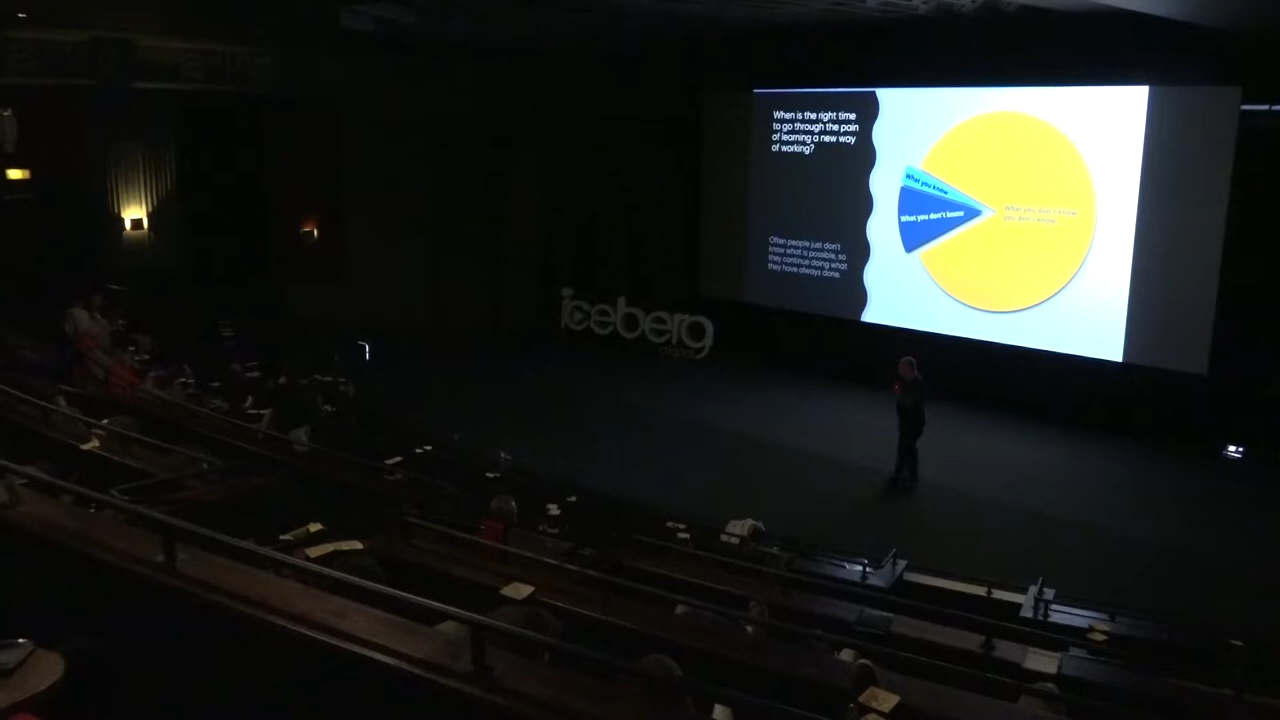 When is the right time
to go through the pain
of learning a new way
of working?
Often people just don't
know what is possible, so
they continue doing what
they have always done.
What you know
What you don't know
What you don't know
you don't know
iceberg
digital